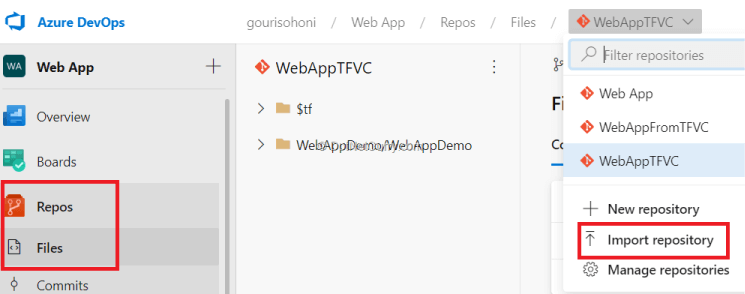 Azure DevOps
gourisohoni / Web App / Repos / Files / WebAppTFVC
WA Web App
Overview
Boards
Repos
Files
Commits
WebAppTFVC
$tf
WebAppDemo/WebAppDemo
Fi
Co
Filter repositories
Web App
WebAppFromTFVC
WebAppTFVC
New repository
Import repository
Manage repositories